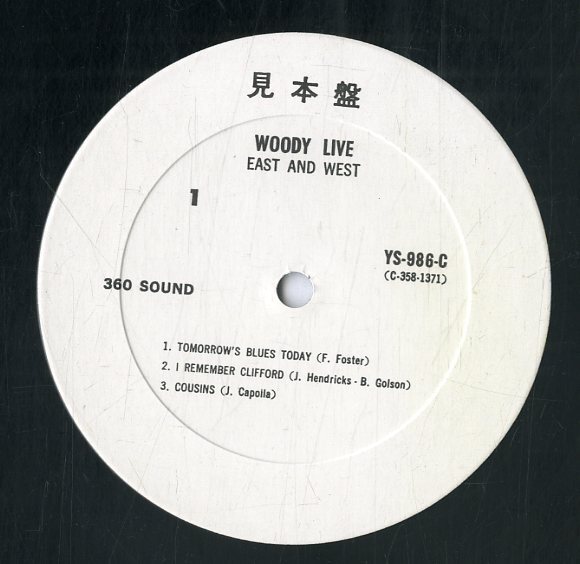 見本盤
WOODY LIVE
EAST AND WEST
1
YS-986-C
(C-358-1371)
360 SOUND
1. TOMORROW'S BLUES TODAY (F. Foster)
2. I REMEMBER CLIFFORD (J. Hendricks - B. Golson)
3. COUSINS (J. Capolla)